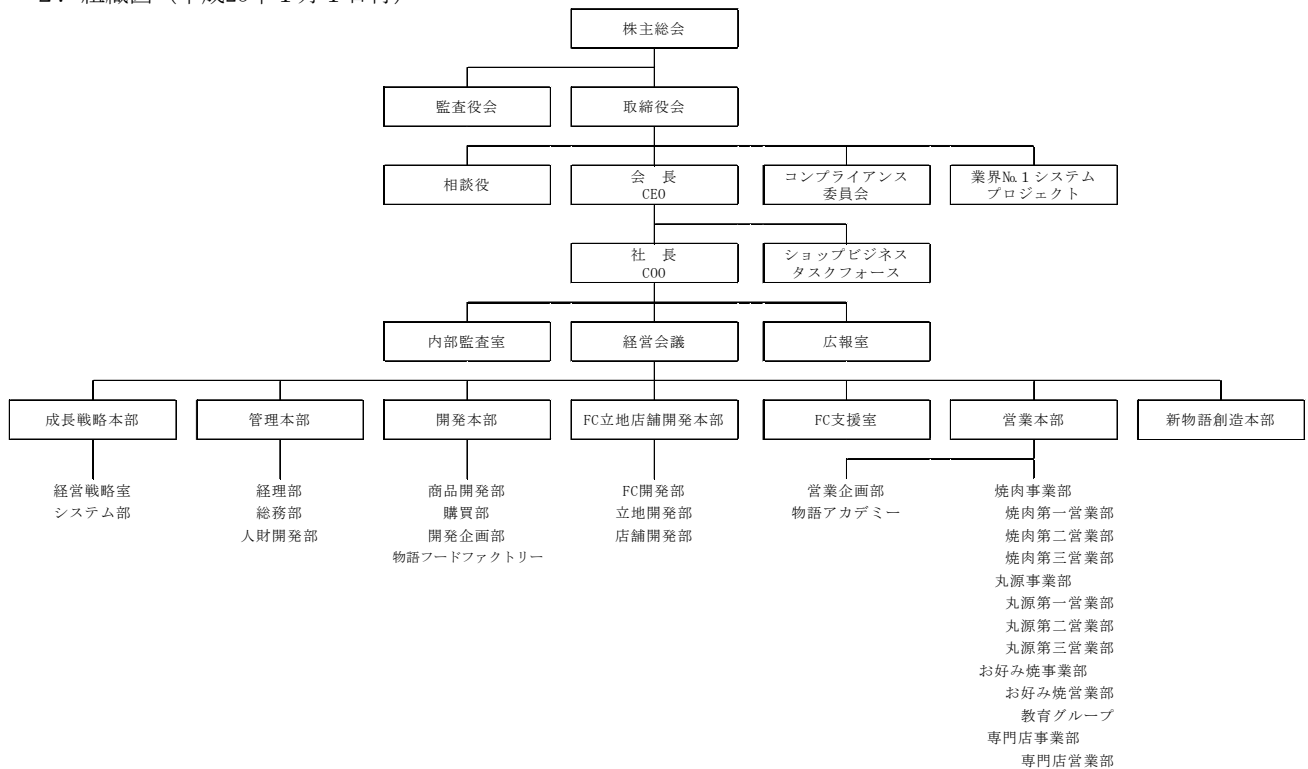 株主総会
監査役会
取締役会
相談役
会　長
CEO
コンプライアンス
委員会
業界№1システム
プロジェクト
社　長
COO
ショップビジネス
タスクフォース
内部監査室
経営会議
広報室
成長戦略本部
管理本部
開発本部
FC立地店舗開発本部
FC支援室
営業本部
新物語創造本部
経営戦略室
システム部
経理部
総務部
人財開発部
商品開発部
購買部
開発企画部
物語フードファクトリー
FC開発部
立地開発部
店舗開発部
営業企画部
物語アカデミー
焼肉事業部
焼肉第一営業部
焼肉第二営業部
焼肉第三営業部
丸源事業部
丸源第一営業部
丸源第二営業部
丸源第三営業部
お好み焼事業部
お好み焼営業部
教育グループ
専門店事業部
専門店営業部